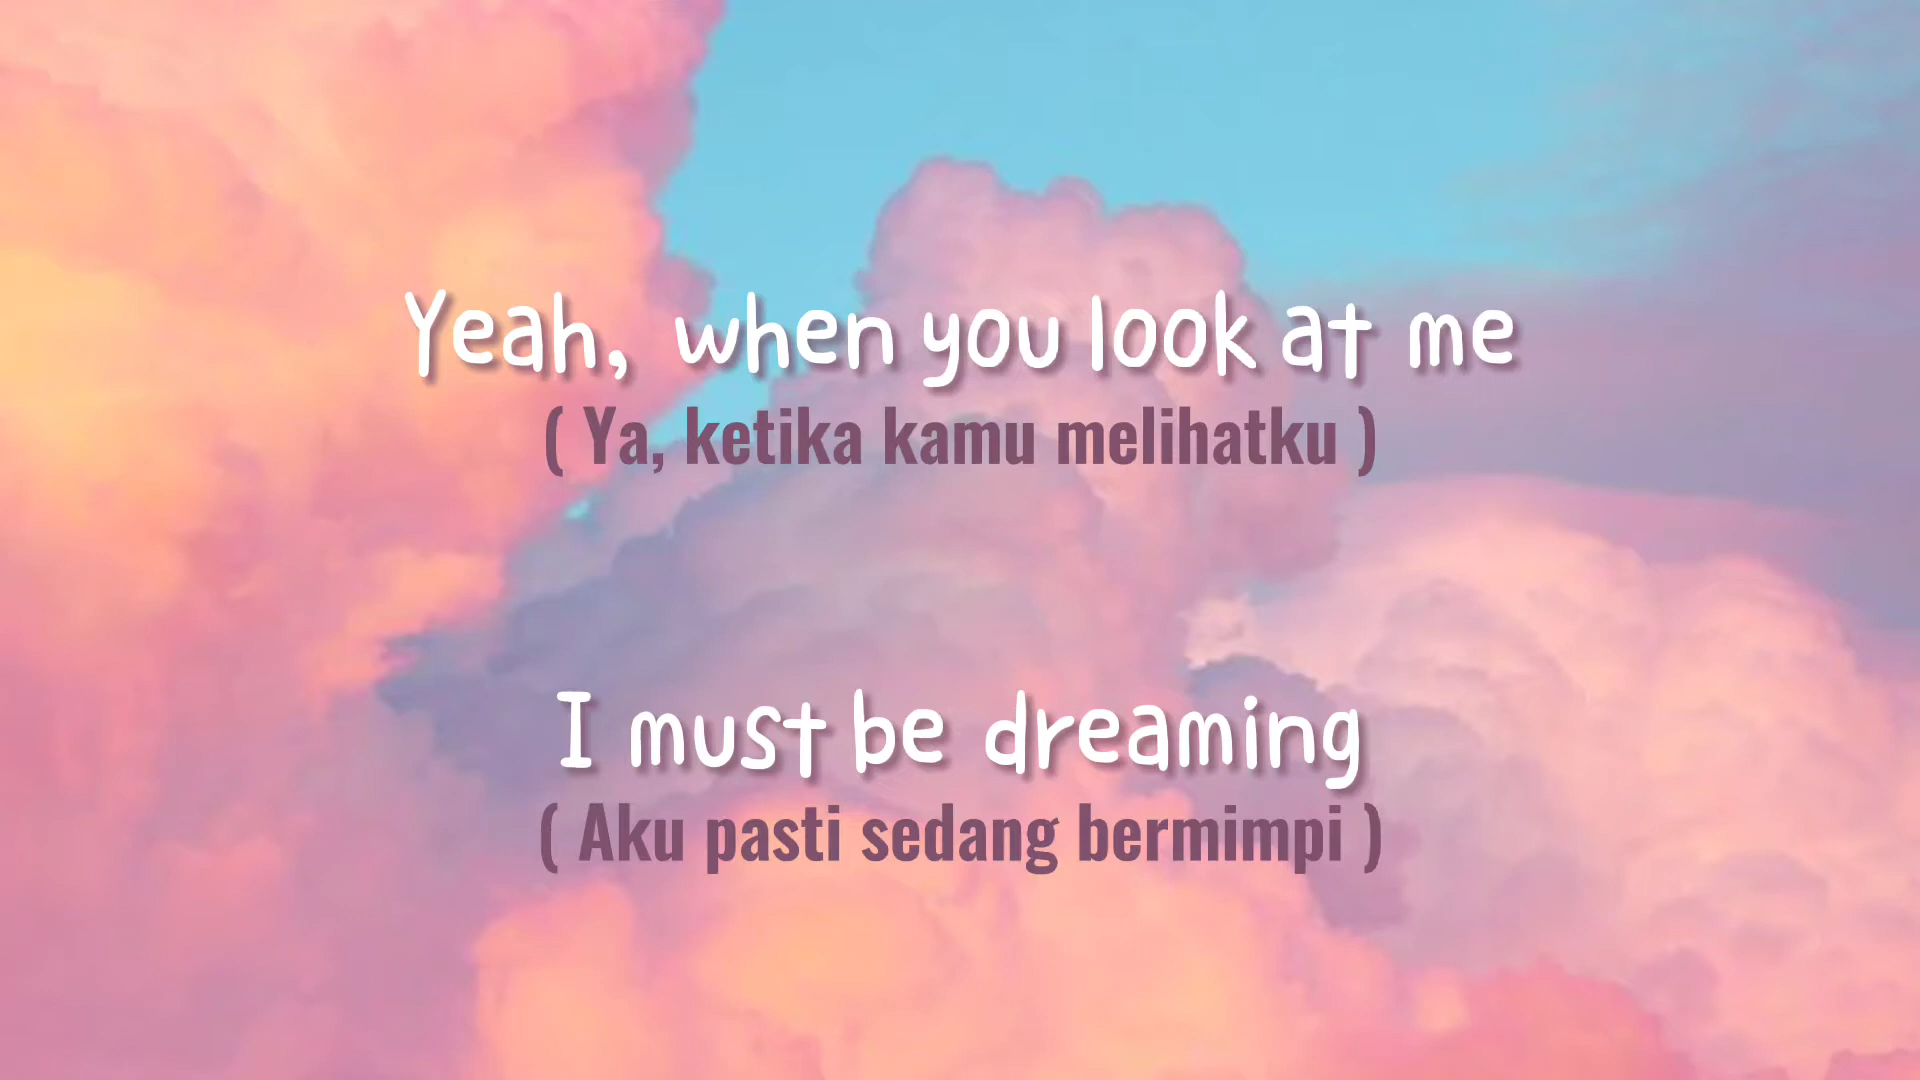 Yeah, when you look at me
( Ya, ketika kamu melihatku )
I must be dreaming
( Aku pasti sedang bermimpi )